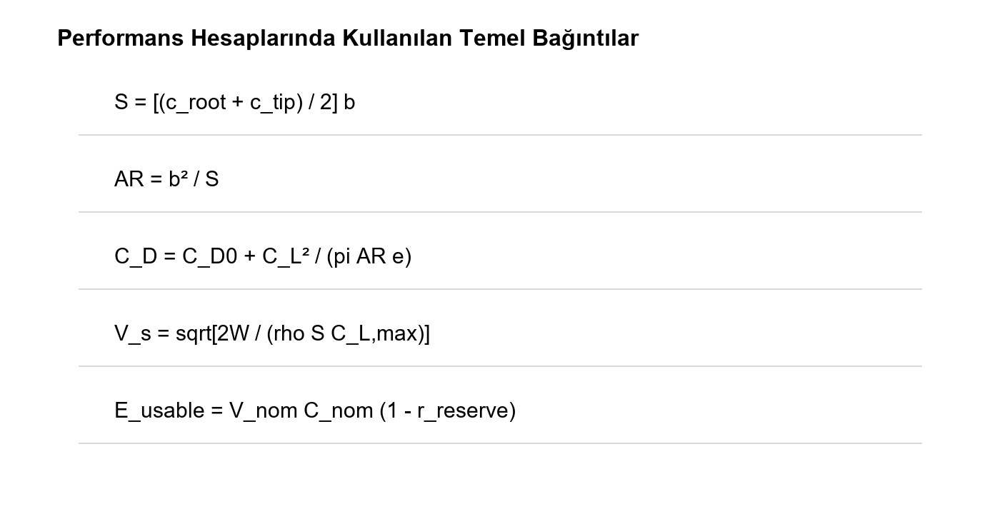 Performans Hesaplarında Kullanılan Temel Bağıntılar
S = [(c_root + c_tip) / 2] b
AR = b² / S
C_D = C_D0 + C_L² / (pi AR e)
V_s = sqrt[2W / (rho S C_L,max)]
E_usable = V_nom C_nom (1 - r_reserve)